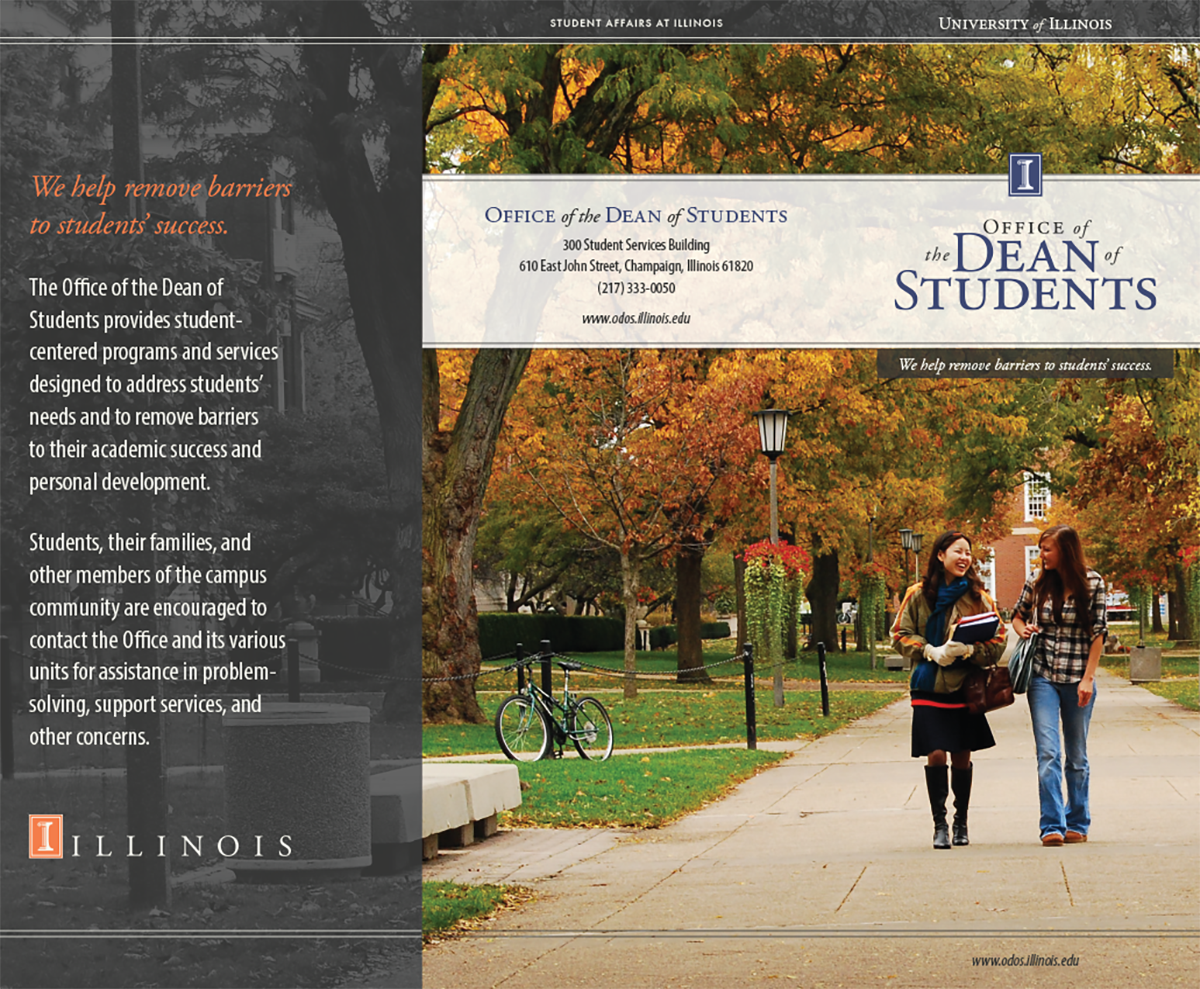 STUDENT AFFAIRS AT ILLINOIS
UNIVERSITY of ILLINOIS
We help remove barriers
to students' success.
The Office of the Dean of
Students provides student-
centered programs and services
designed to address students'
needs and to remove barriers
to their academic success and
personal development.
Students, their families, and
other members of the campus
community are encouraged to
contact the Office and its various
units for assistance in problem-
solving, support services, and
other concerns.
I ILLINOIS
OFFICE of the DEAN of STUDENTS
300 Student Services Building
610 East John Street, Champaign, Illinois 61820
(217) 333-0050
www.odos.illinois.edu
I
OFFICE of
the DEAN of
STUDENTS
We help remove barriers to students' success.
www.odos.illinois.edu